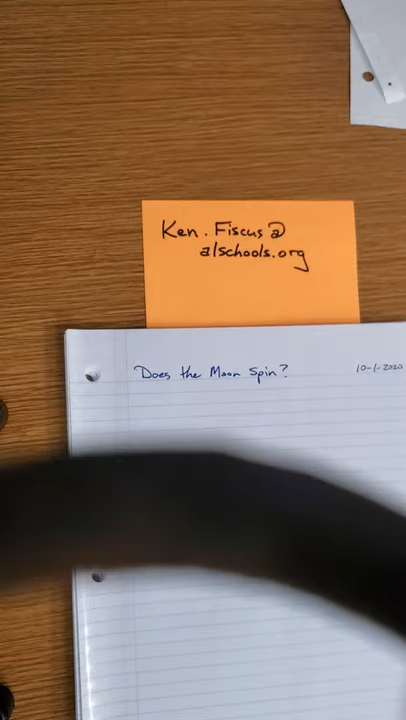 Ken. Fiscus@
alschools.org
Does the Moon Spin?
10-1-2020